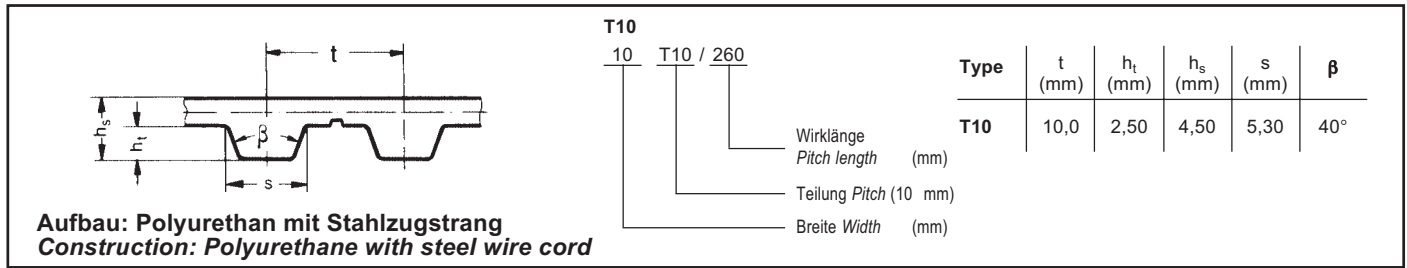 t
hs
ht
β
s
Aufbau: Polyurethan mit Stahlzugstrang
Construction: Polyurethane with steel wire cord
T10
10 T10 / 260
Wirklänge
Pitch length (mm)
Teilung Pitch (10 mm)
Breite Width (mm)
Type t (mm) ht (mm) hs (mm) s (mm) β
T10 10,0 2,50 4,50 5,30 40°